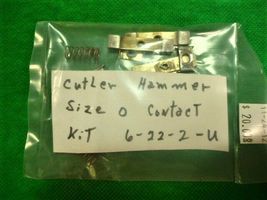 Cutler Hammer
Size 0 Contact
Kit 6-22-2-U